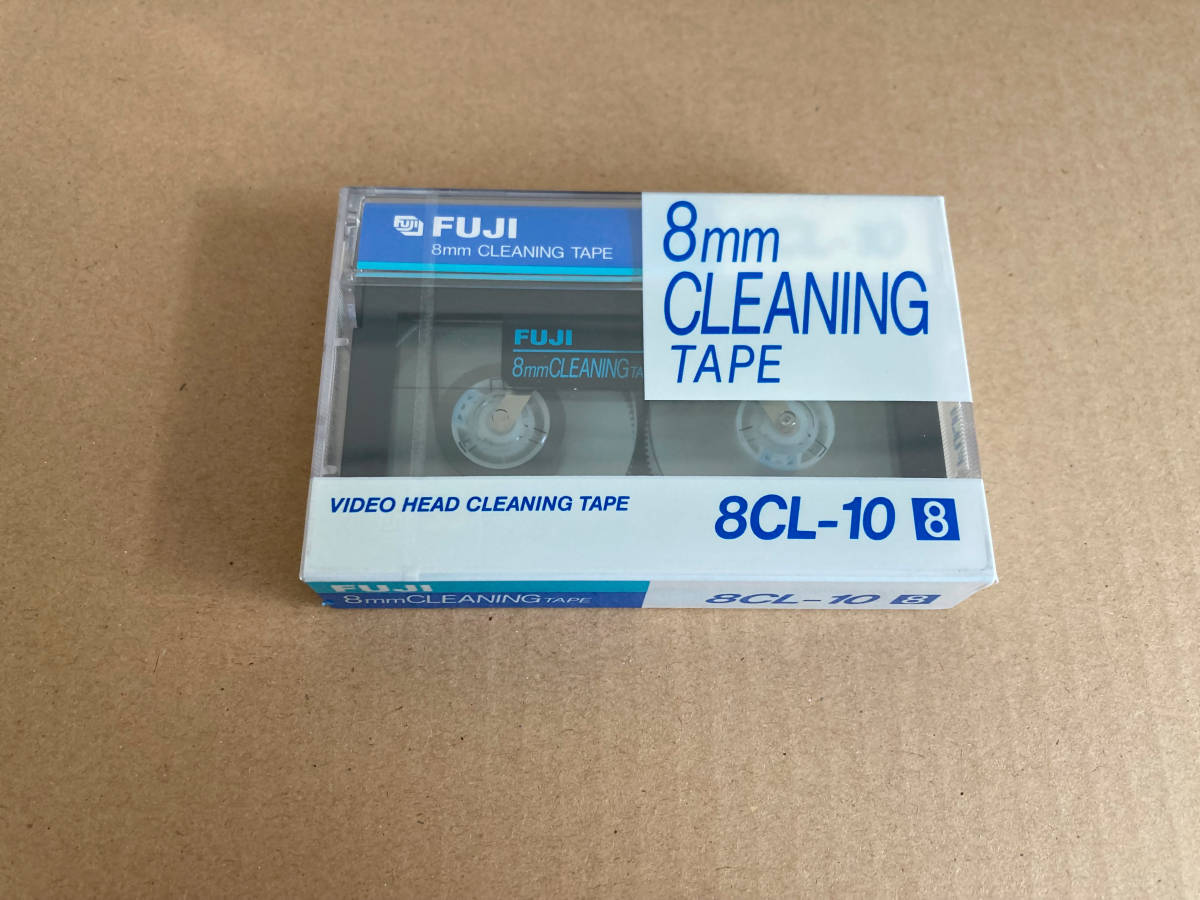 FUJI FUJI
8mm CLEANING TAPE
8mm
CLEANING
TAPE
FUJI
8mm CLEANING
VIDEO HEAD CLEANING TAPE
8CL-10 8
FUJI
8mm CLEANING TAPE
8CL-10 8